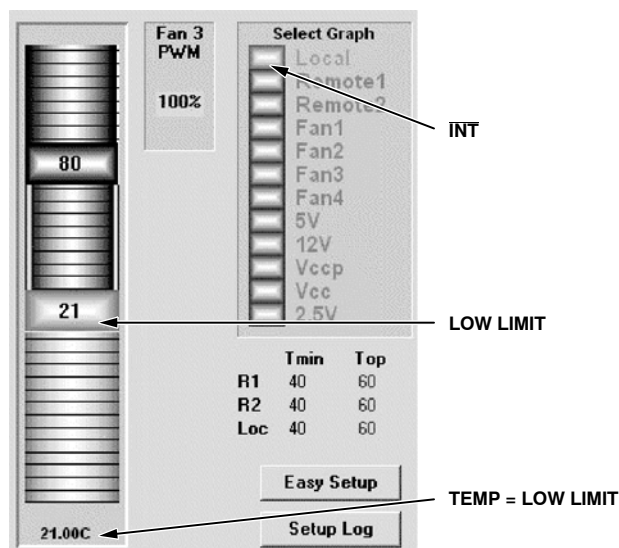 Fan 3
PWM
100%
Select Graph
Local
Remote1
Remote2
Fan1
Fan2
Fan3
Fan4
5V
12V
Vccp
Vcc
2.5V
80
21
INT
LOW LIMIT
Tmin Top
R1 40 60
R2 40 60
Loc 40 60
Easy Setup
Setup Log
21.00C
TEMP = LOW LIMIT